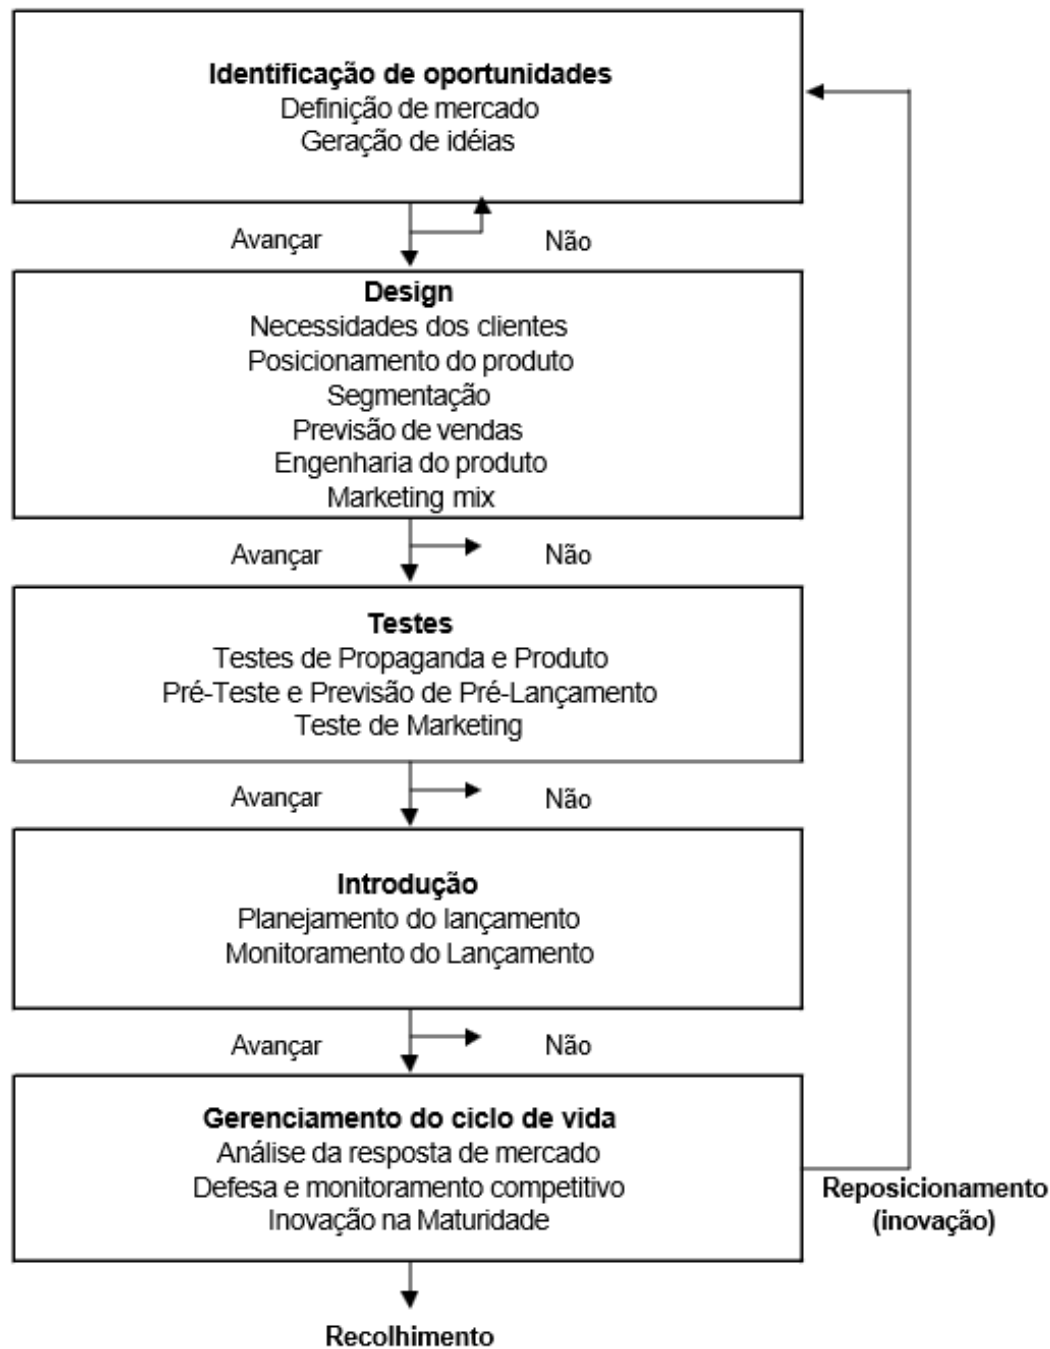 Identificação de oportunidades
Definição de mercado
Geração de idéias
Avançar
Não
Design
Necessidades dos clientes
Posicionamento do produto
Segmentação
Previsão de vendas
Engenharia do produto
Marketing mix
Avançar
Não
Testes
Testes de Propaganda e Produto
Pré-Teste e Previsão de Pré-Lançamento
Teste de Marketing
Avançar
Não
Introdução
Planejamento do lançamento
Monitoramento do Lançamento
Avançar
Não
Gerenciamento do ciclo de vida
Análise da resposta de mercado
Defesa e monitoramento competitivo
Inovação na Maturidade
Reposicionamento
(inovação)
Recolhimento